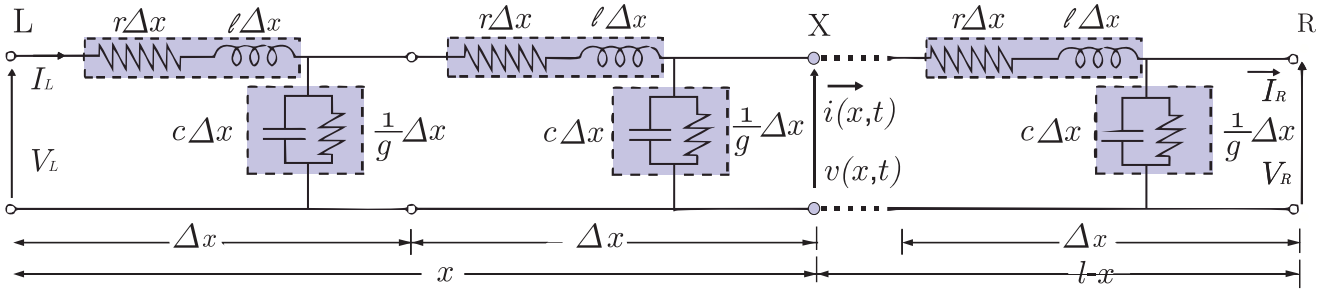 L
rΔx
ℓΔx
rΔx
ℓΔx
X
rΔx
ℓΔx
R
I_L
i(x,t)
I_R
cΔx
1/g Δx
cΔx
1/g Δx
cΔx
1/g Δx
V_L
v(x,t)
V_R
Δx
Δx
Δx
x
l-x